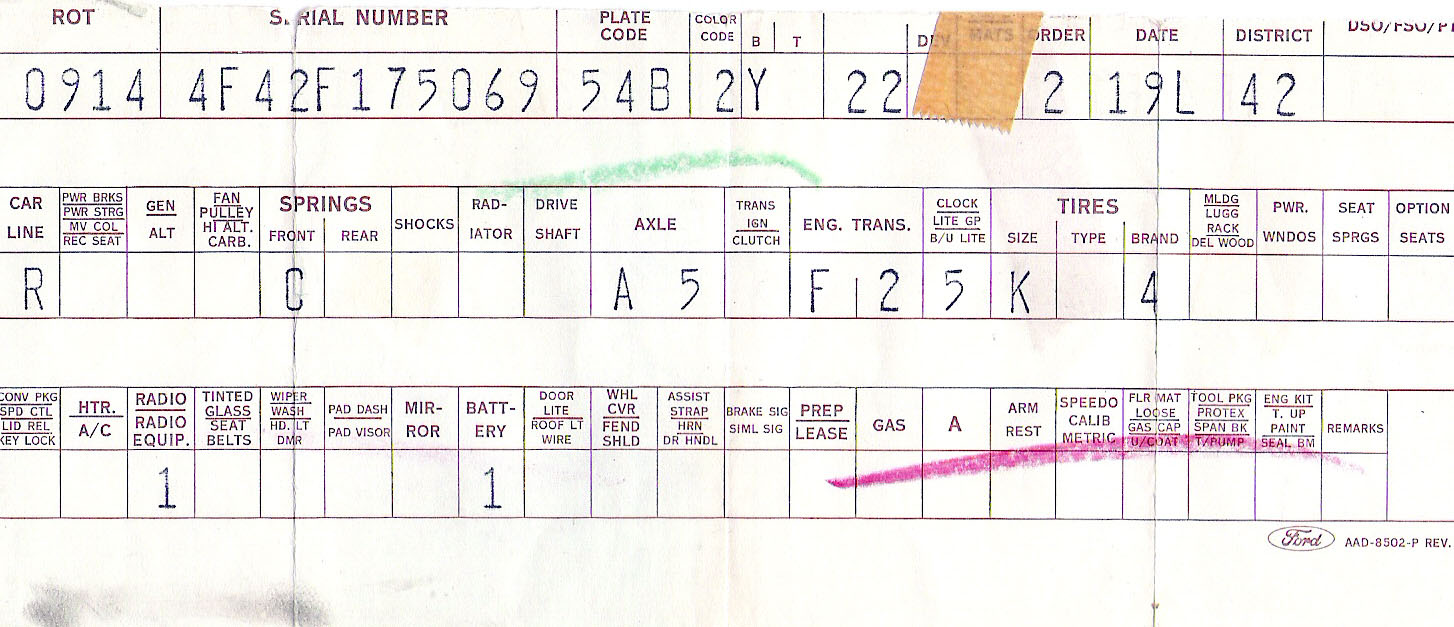 ROT SERIAL NUMBER PLATE CODE COLOR CODE B T DEV. MATS ORDER DATE DISTRICT DSO/FSO/PT
0914 4F42F175069 54B 2Y 22 2 19L 42
CAR LINE
PWR BRKS PWR STRG MV COL REC SEAT
GEN ALT
FAN PULLEY HI ALT. CARB.
SPRINGS FRONT REAR
SHOCKS
RAD- IATOR
DRIVE SHAFT
AXLE
TRANS IGN CLUTCH
ENG. TRANS.
CLOCK LITE GP B/U LITE
TIRES SIZE TYPE BRAND
MLDG LUGG RACK DEL WOOD
PWR. WNDOS
SEAT SPRGS
OPTION SEATS
R C A 5 F 2 5 K 4
CONV PKG SPD CTL LID REL KEY LOCK
HTR. A/C
RADIO RADIO EQUIP.
TINTED GLASS SEAT BELTS
WIPER WASH HD. LT DMR
PAD DASH PAD VISOR
MIR- ROR
BATT- ERY
DOOR LITE ROOF LT WIRE
WHL CVR FEND SHLD
ASSIST STRAP HRN DR HNDL
BRAKE SIG SIML SIG
PREP LEASE
GAS
A
ARM REST
SPEEDO CALIB METRIC
FLR MAT LOOSE GAS CAP U/COAT
TOOL PKG PROTEX SPAN BK T/PUMP
ENG KIT T. UP PAINT SEAL BM
REMARKS
1 1
Ford AAD-8502-P REV.